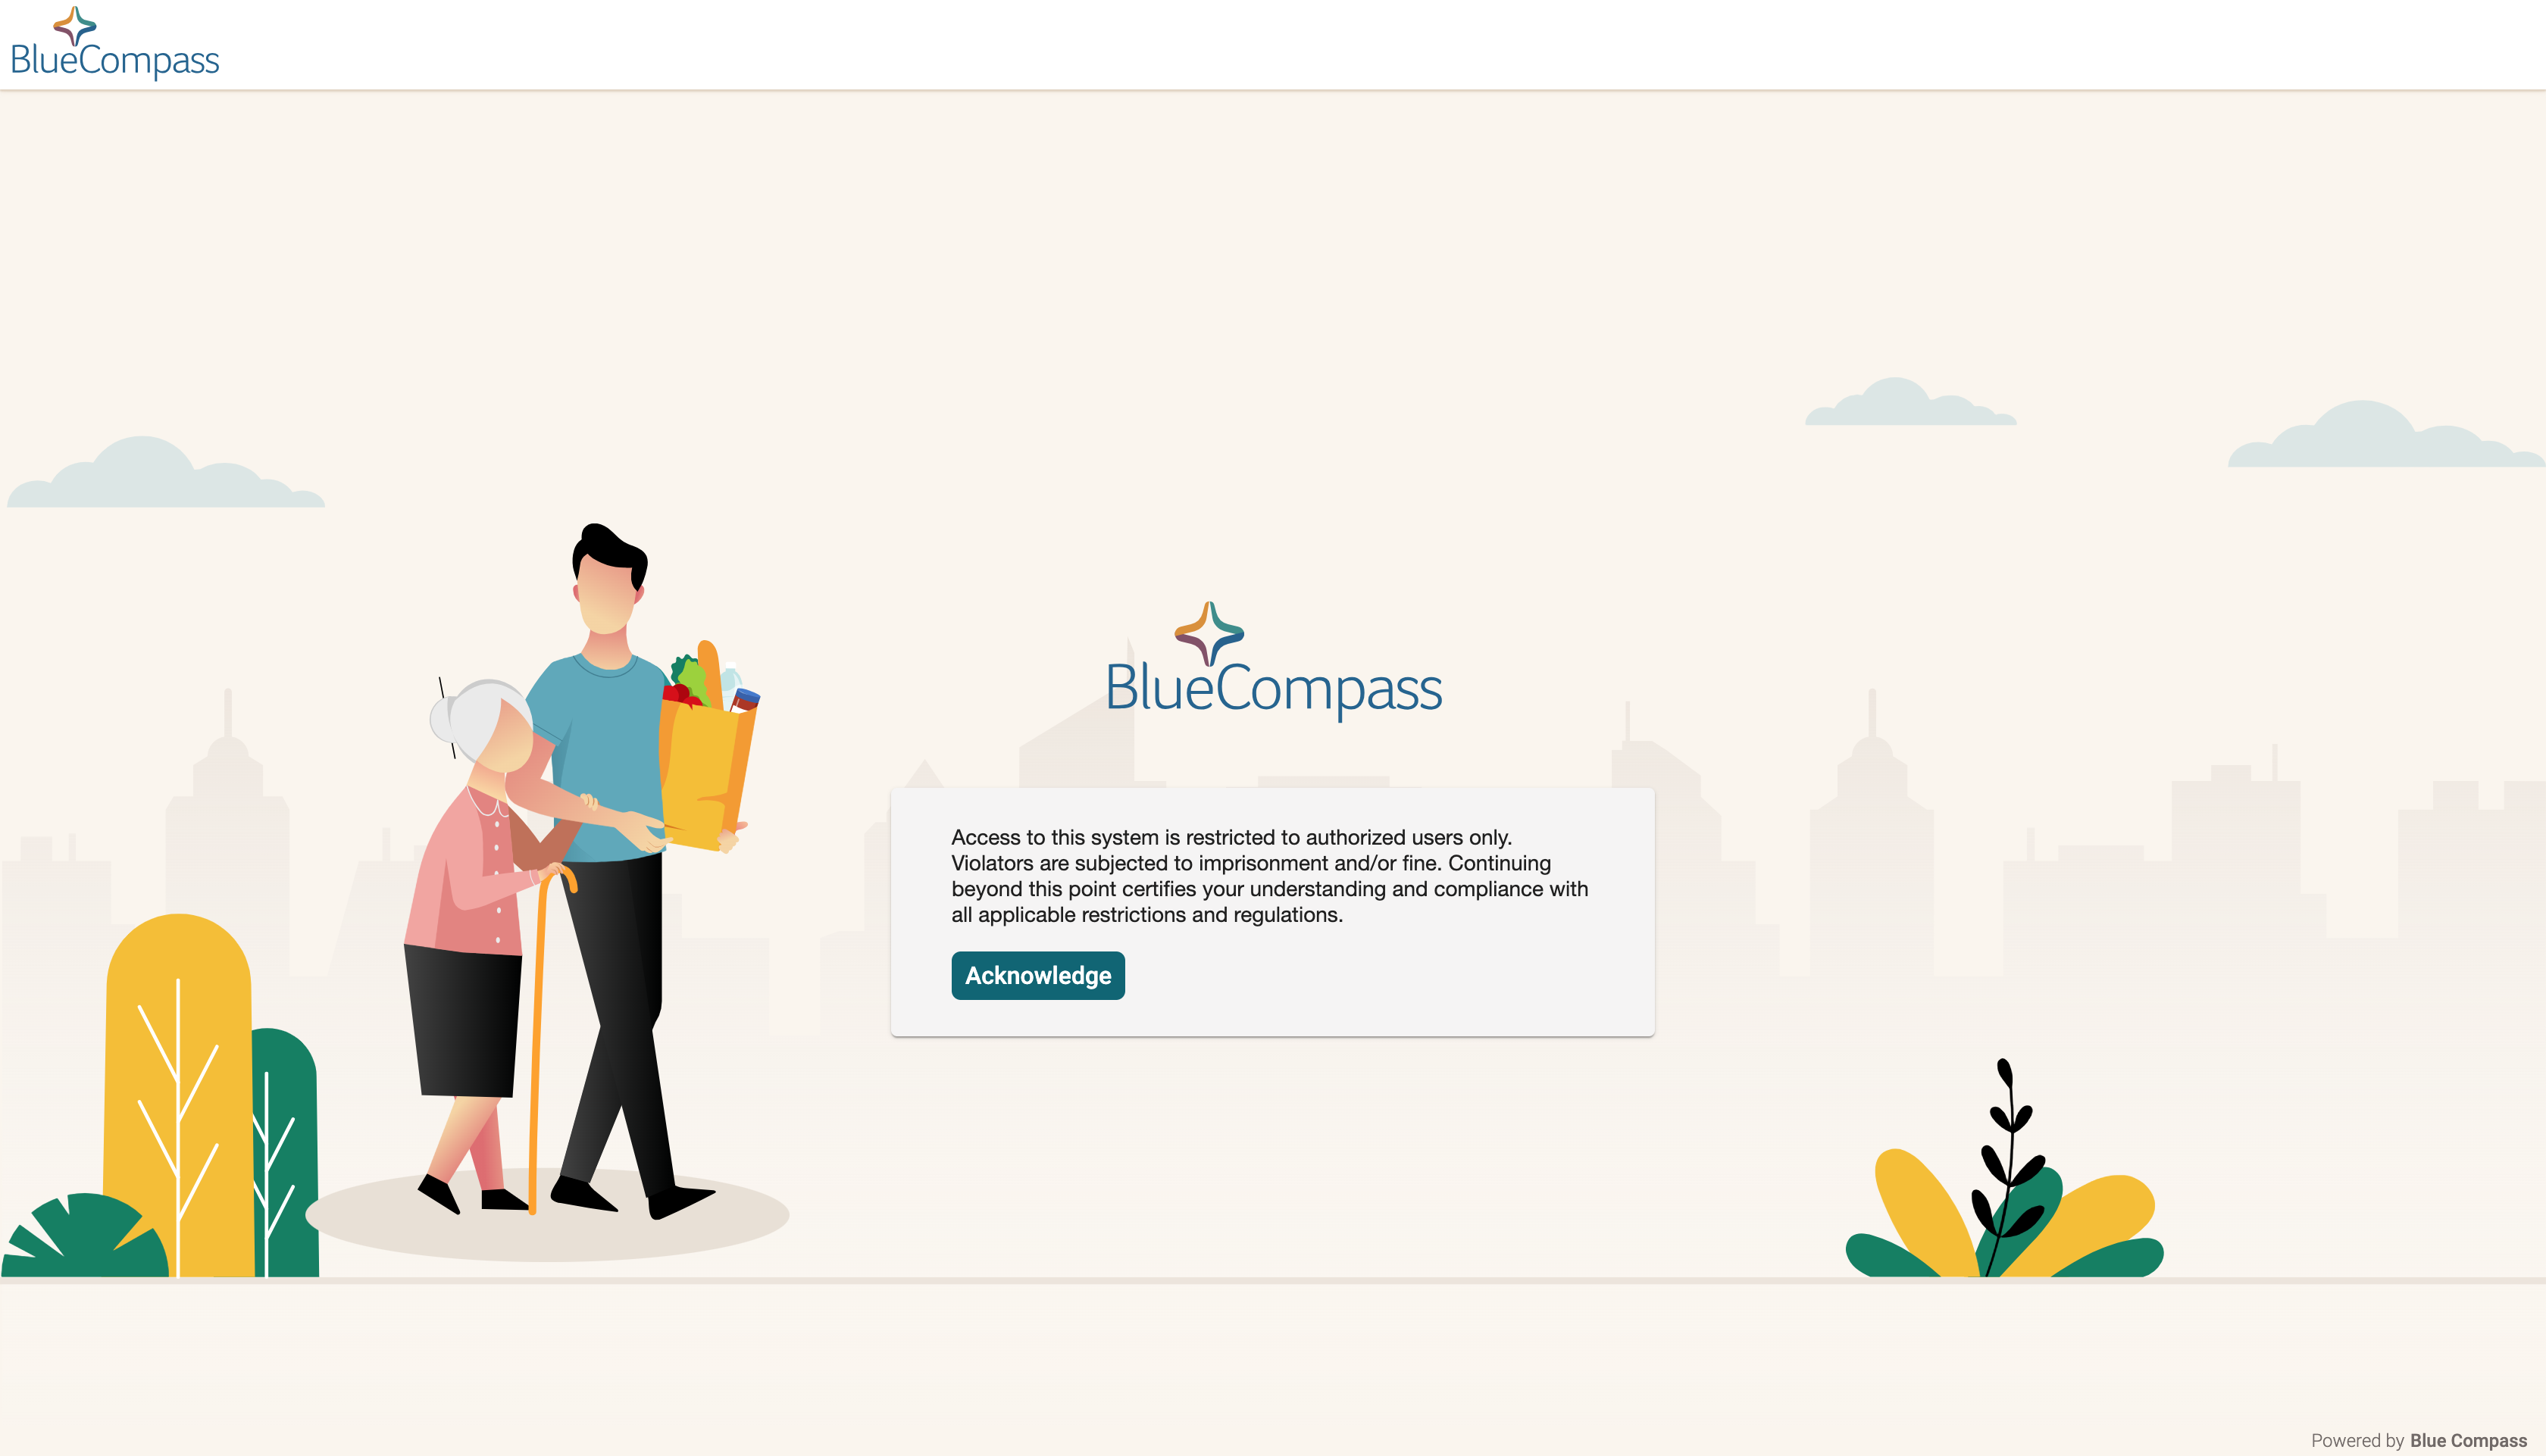 BlueCompass
BlueCompass
Access to this system is restricted to authorized users only.
Violators are subjected to imprisonment and/or fine. Continuing
beyond this point certifies your understanding and compliance with
all applicable restrictions and regulations.
Acknowledge
Powered by Blue Compass